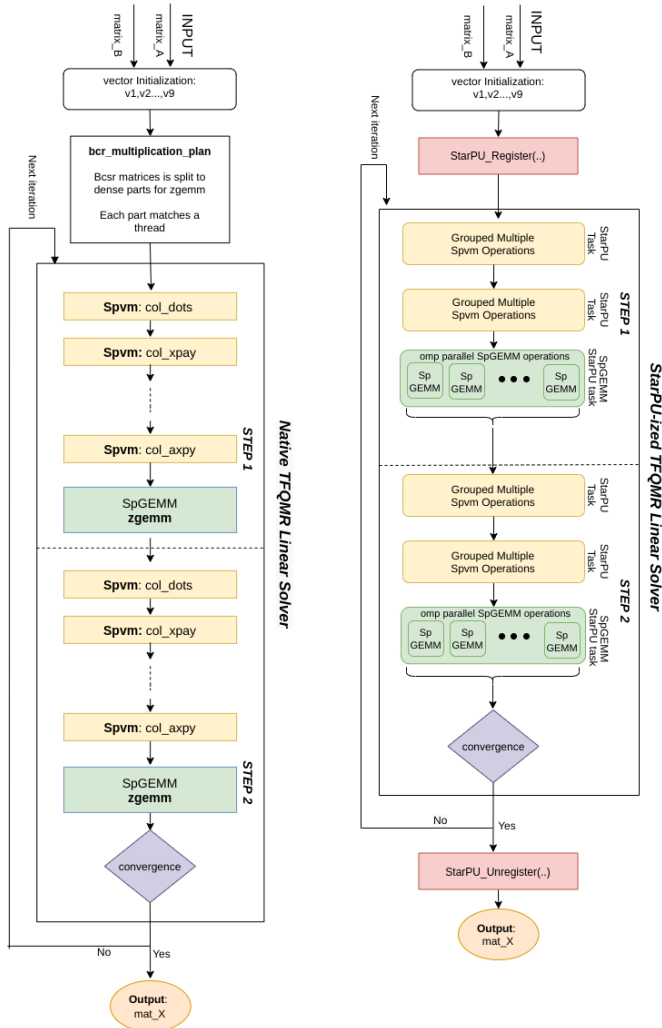 INPUT
matrix_A
matrix_B
vector Initialization:
v1,v2...,v9
bcr_multiplication_plan
Bcsr matrices is split to
dense parts for zgemm
Each part matches a
thread
Next iteration
Spvm: col_dots
Spvm: col_xpay
Spvm: col_axpy
STEP 1
SpGEMM
zgemm
Native TFQMR Linear Solver
Spvm: col_dots
Spvm: col_xpay
Spvm: col_axpy
STEP 2
SpGEMM
zgemm
convergence
No
Yes
Output:
mat_X
INPUT
matrix_A
matrix_B
vector Initialization:
v1,v2...,v9
Next iteration
StarPU_Register(..)
Grouped Multiple
Spvm Operations
StarPU
Task
Grouped Multiple
Spvm Operations
StarPU
Task
STEP 1
omp parallel SpGEMM operations
Sp
GEMM
Sp
GEMM
Sp
GEMM
SpGEMM
StarPU task
StarPU-ized TFQMR Linear Solver
Grouped Multiple
Spvm Operations
StarPU
Task
Grouped Multiple
Spvm Operations
StarPU
Task
STEP 2
omp parallel SpGEMM operations
Sp
GEMM
Sp
GEMM
Sp
GEMM
SpGEMM
StarPU task
convergence
No
Yes
StarPU_Unregister(..)
Output:
mat_X